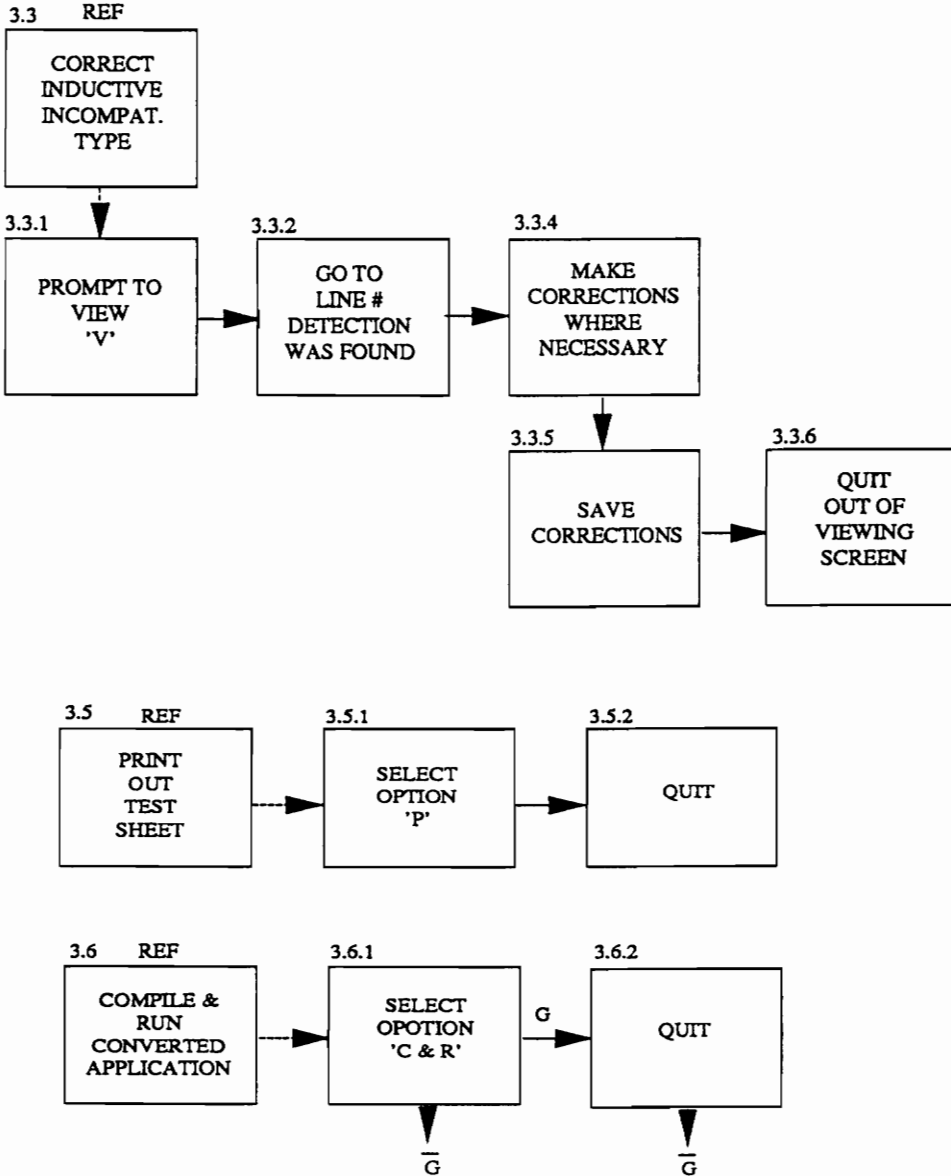 3.3 REF
CORRECT
INDUCTIVE
INCOMPAT.
TYPE
3.3.1
PROMPT TO
VIEW
'V'
3.3.2
GO TO
LINE #
DETECTION
WAS FOUND
3.3.4
MAKE
CORRECTIONS
WHERE
NECESSARY
3.3.5
SAVE
CORRECTIONS
3.3.6
QUIT
OUT OF
VIEWING
SCREEN
3.5 REF
PRINT
OUT
TEST
SHEET
3.5.1
SELECT
OPTION
'P'
3.5.2
QUIT
3.6 REF
COMPILE &
RUN
CONVERTED
APPLICATION
3.6.1
SELECT
OPOTION
'C & R'
G
3.6.2
QUIT
G̅
G̅